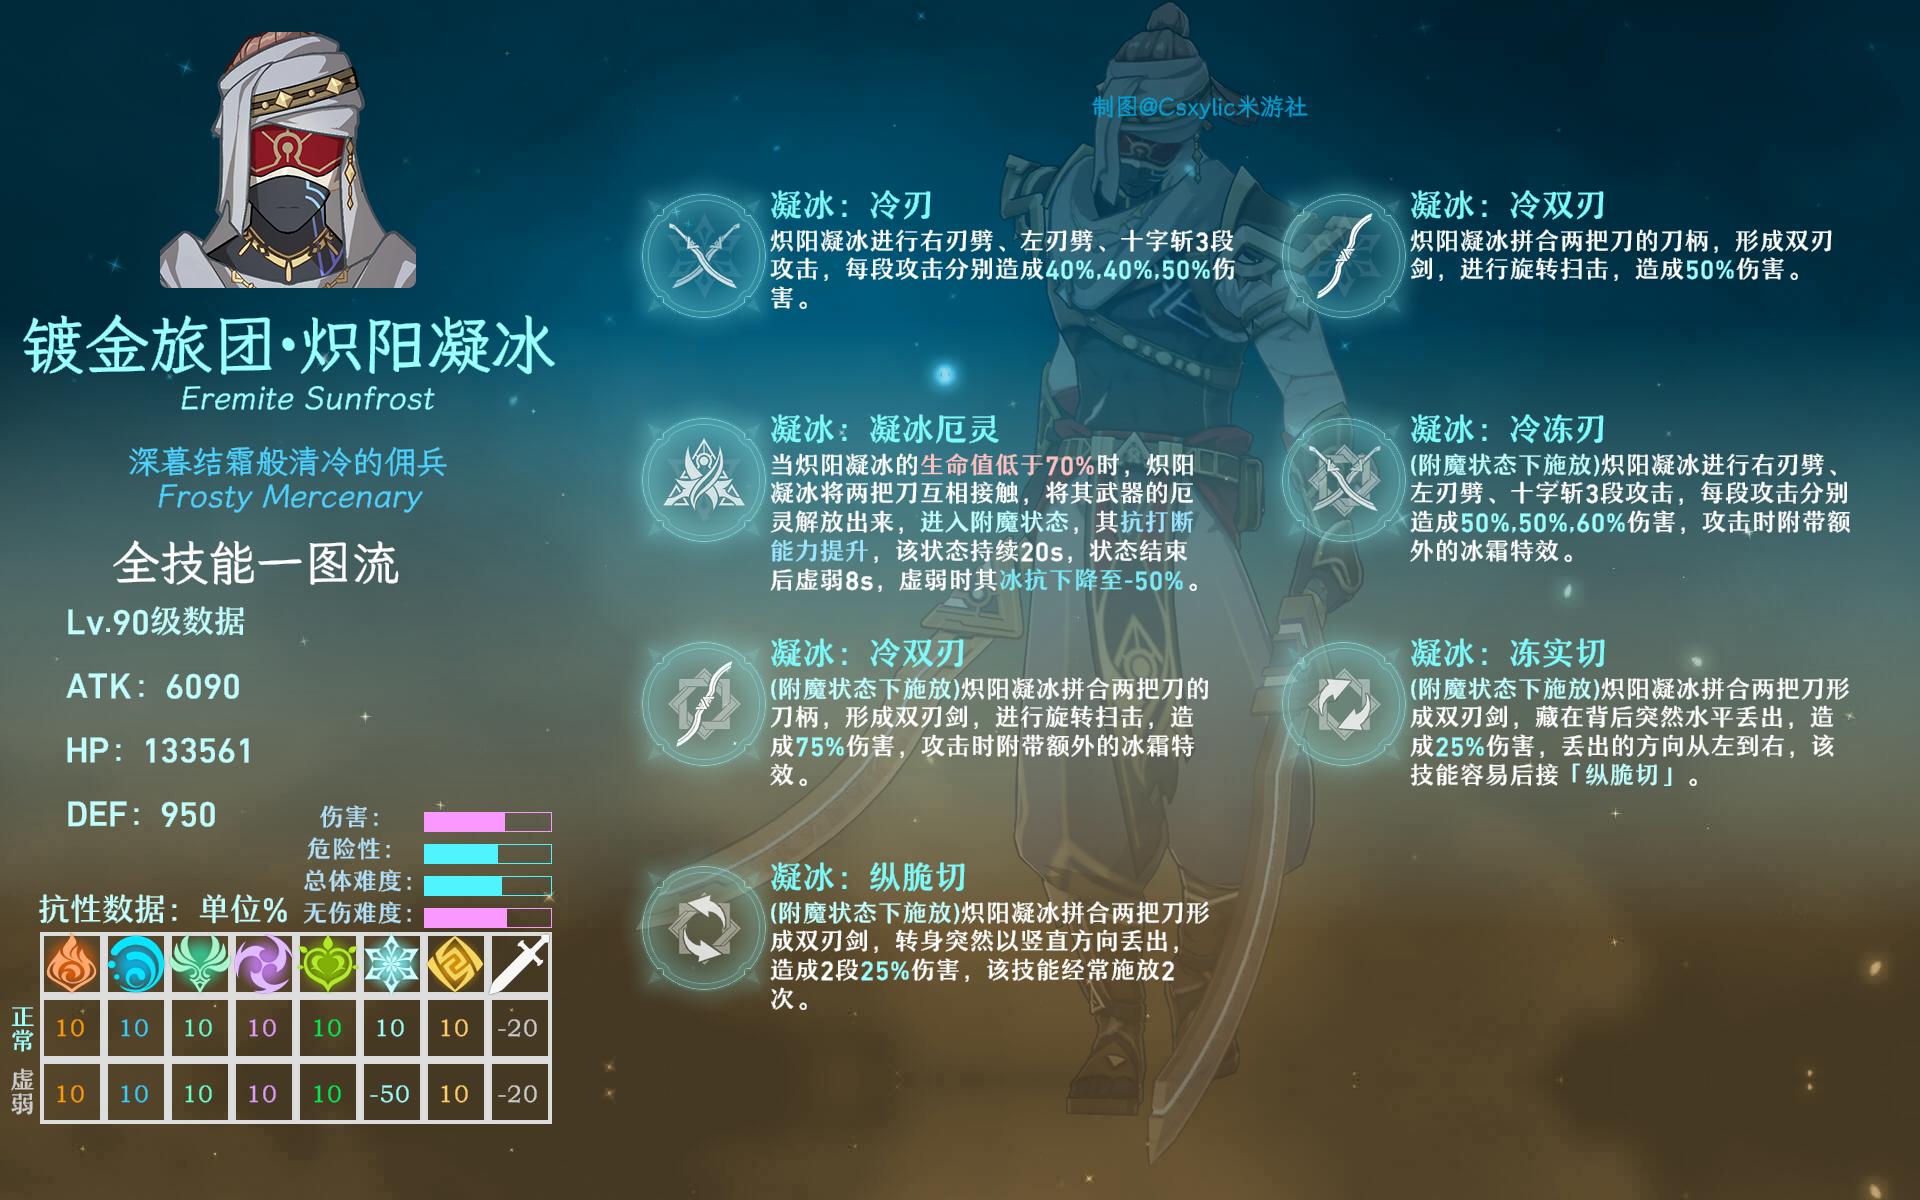 制图@Csxylic米游社
镀金旅团·炽阳凝冰
Eremite Sunfrost
深暮结霜般清冷的佣兵
Frosty Mercenary
全技能一图流
Lv.90级数据
ATK：6090
HP：133561
DEF：950
伤害：
危险性：
总体难度：
无伤难度：
抗性数据：单位%
正常 10 10 10 10 10 10 10 -20
虚弱 10 10 10 10 10 -50 10 -20
凝冰：冷刃
炽阳凝冰进行右刃劈、左刃劈、十字斩3段
攻击，每段攻击分别造成40%,40%,50%伤
害。
凝冰：冷双刃
炽阳凝冰拼合两把刀的刀柄，形成双刃
剑，进行旋转扫击，造成50%伤害。
凝冰：凝冰厄灵
当炽阳凝冰的生命值低于70%时，炽阳
凝冰将两把刀互相接触，将其武器的厄
灵解放出来，进入附魔状态，其抗打断
能力提升，该状态持续20s，状态结束
后虚弱8s，虚弱时其冰抗下降至-50%。
凝冰：冷冻刃
(附魔状态下施放)炽阳凝冰进行右刃劈、
左刃劈、十字斩3段攻击，每段攻击分别
造成50%,50%,60%伤害，攻击时附带额
外的冰霜特效。
凝冰：冷双刃
(附魔状态下施放)炽阳凝冰拼合两把刀的
刀柄，形成双刃剑，进行旋转扫击，造
成75%伤害，攻击时附带额外的冰霜特
效。
凝冰：冻实切
(附魔状态下施放)炽阳凝冰拼合两把刀形
成双刃剑，藏在背后突然水平丢出，造
成25%伤害，丢出的方向从左到右，该
技能容易后接「纵脆切」。
凝冰：纵脆切
(附魔状态下施放)炽阳凝冰拼合两把刀形
成双刃剑，转身突然以竖直方向丢出，
造成2段25%伤害，该技能经常施放2
次。